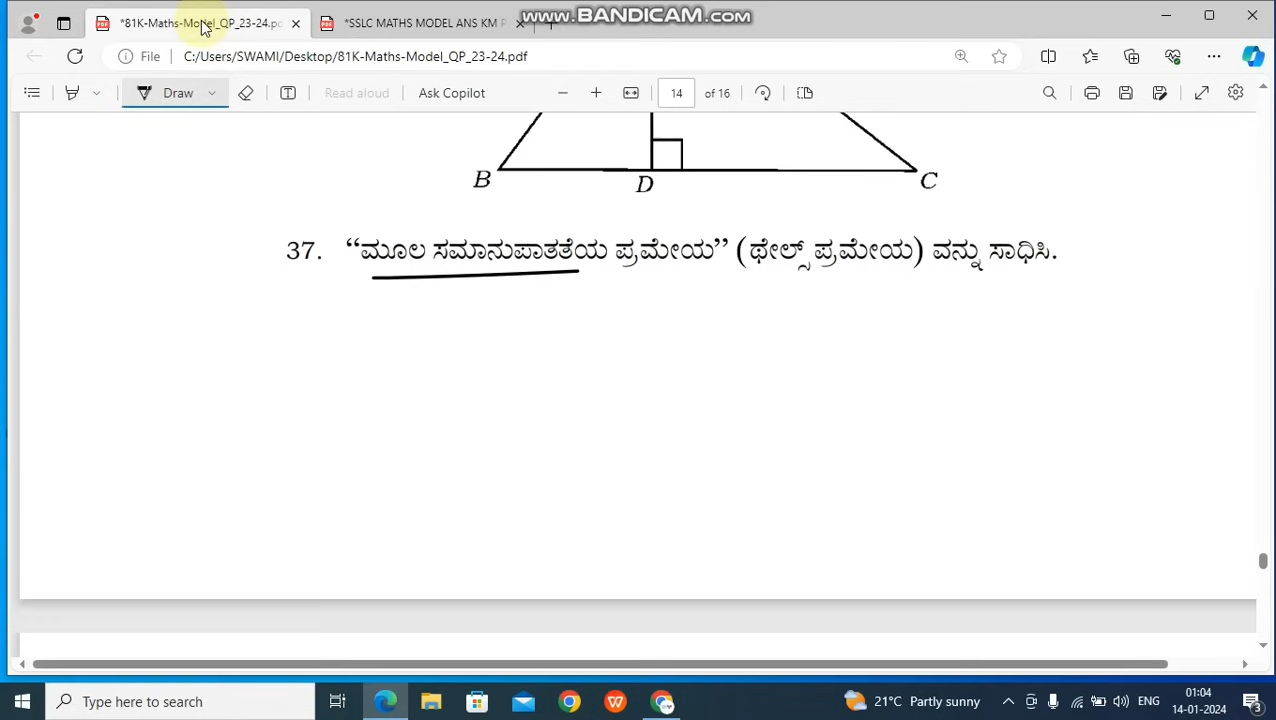 www.BANDICAM.com
*81K-Maths-Model_QP_23-24.pd
*SSLC MATHS MODEL ANS KM P
File
C:/Users/SWAMI/Desktop/81K-Maths-Model_QP_23-24.pdf
Draw
Read aloud
Ask Copilot
14 of 16
B
D
C
37. “ಮೂಲ ಸಮಾನುಪಾತತೆಯ ಪ್ರಮೇಯ” (ಥೇಲ್ಸ್ ಪ್ರಮೇಯ) ವನ್ನು ಸಾಧಿಸಿ.
Type here to search
21°C Partly sunny
ENG
01:04
14-01-2024
3